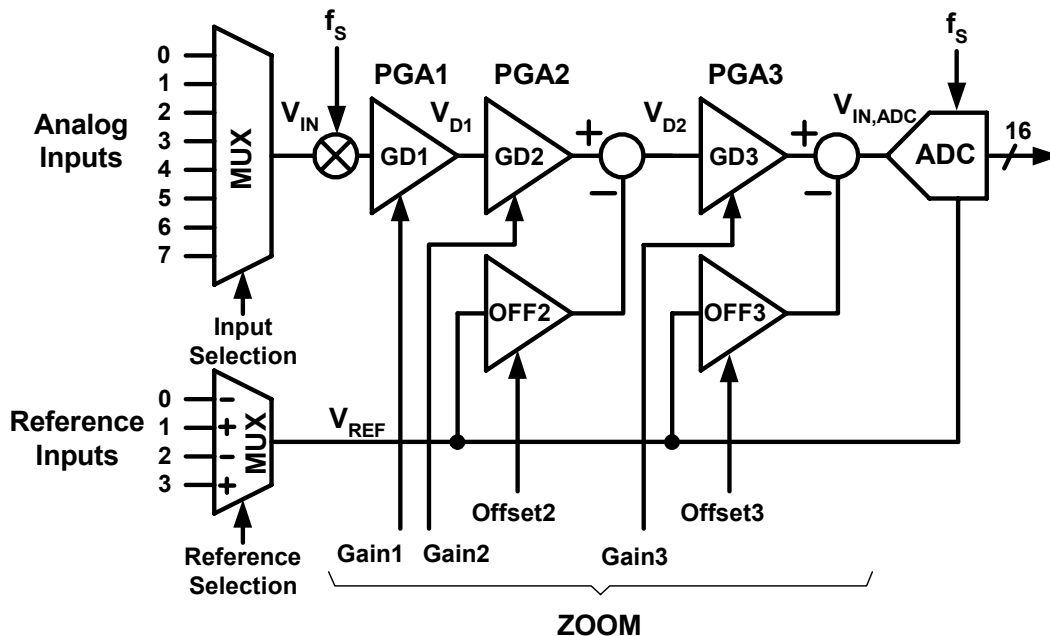 f_S
f_S
PGA1
PGA2
PGA3
0
1
2
3
4
5
6
7
Analog
Inputs
MUX
V_IN
GD1
V_D1
GD2
+
−
V_D2
GD3
+
−
V_IN,ADC
ADC
16
Input
Selection
OFF2
OFF3
Reference
Inputs
0
1
2
3
−
+
−
+
MUX
V_REF
Reference
Selection
Gain1
Gain2
Offset2
Gain3
Offset3
ZOOM